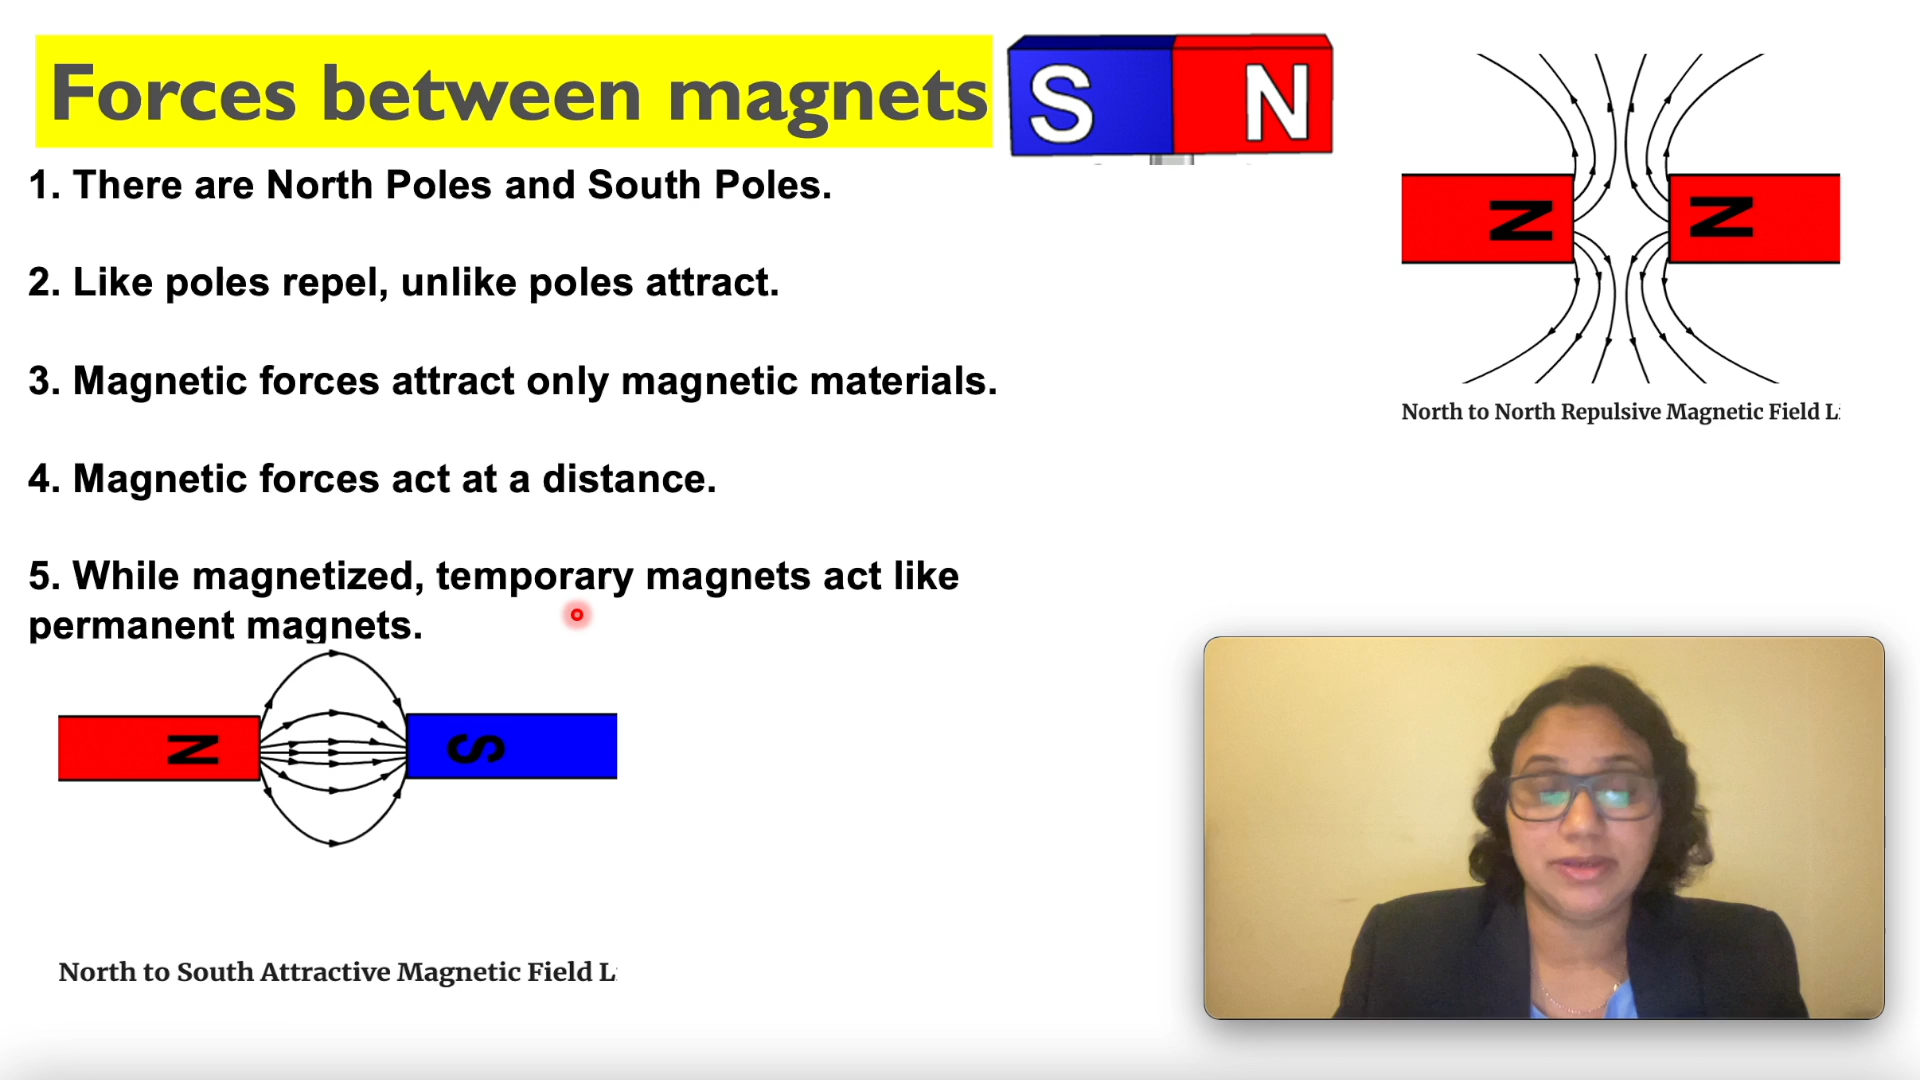 Forces between magnets
S N
1. There are North Poles and South Poles.
2. Like poles repel, unlike poles attract.
3. Magnetic forces attract only magnetic materials.
4. Magnetic forces act at a distance.
5. While magnetized, temporary magnets act like
permanent magnets.
N N
North to North Repulsive Magnetic Field L
N S
North to South Attractive Magnetic Field L